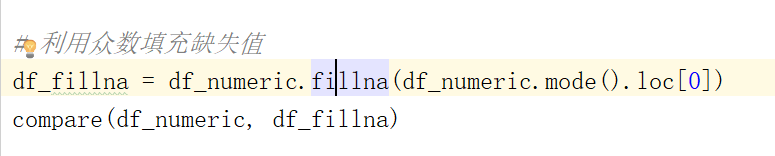 # 利用众数填充缺失值
df_fillna = df_numeric.fillna(df_numeric.mode().loc[0])
compare(df_numeric, df_fillna)